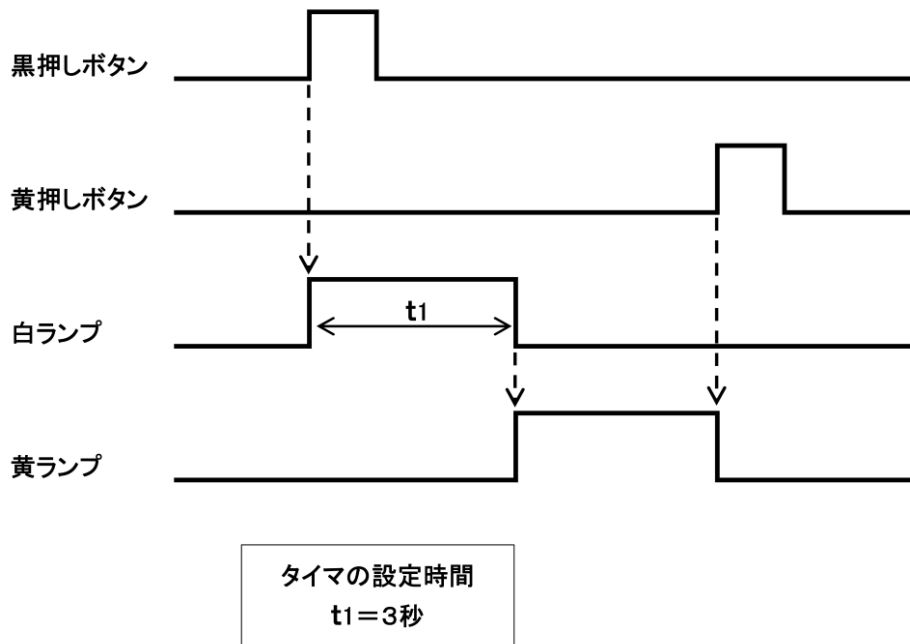 黒押しボタン
黄押しボタン
白ランプ
t1
黄ランプ
タイマの設定時間
t1＝3秒